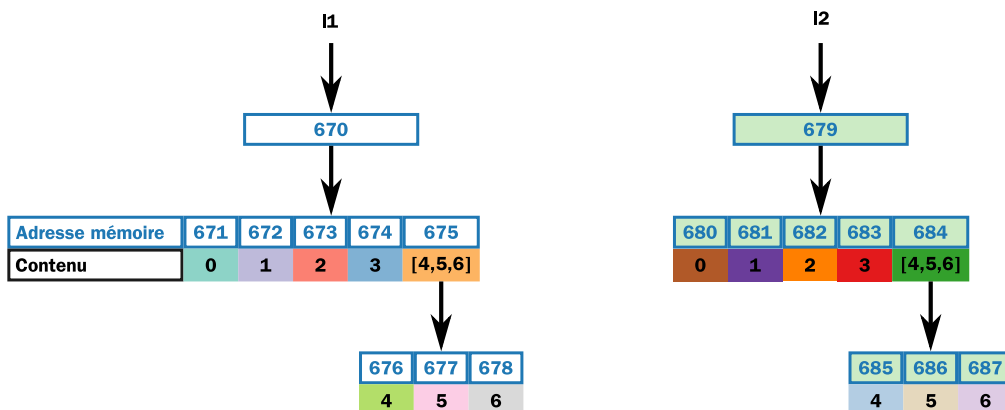 l1 l2
670 679
Adresse mémoire 671 672 673 674 675 680 681 682 683 684
Contenu 0 1 2 3 [4,5,6] 0 1 2 3 [4,5,6]
676 677 678 685 686 687
4 5 6 4 5 6